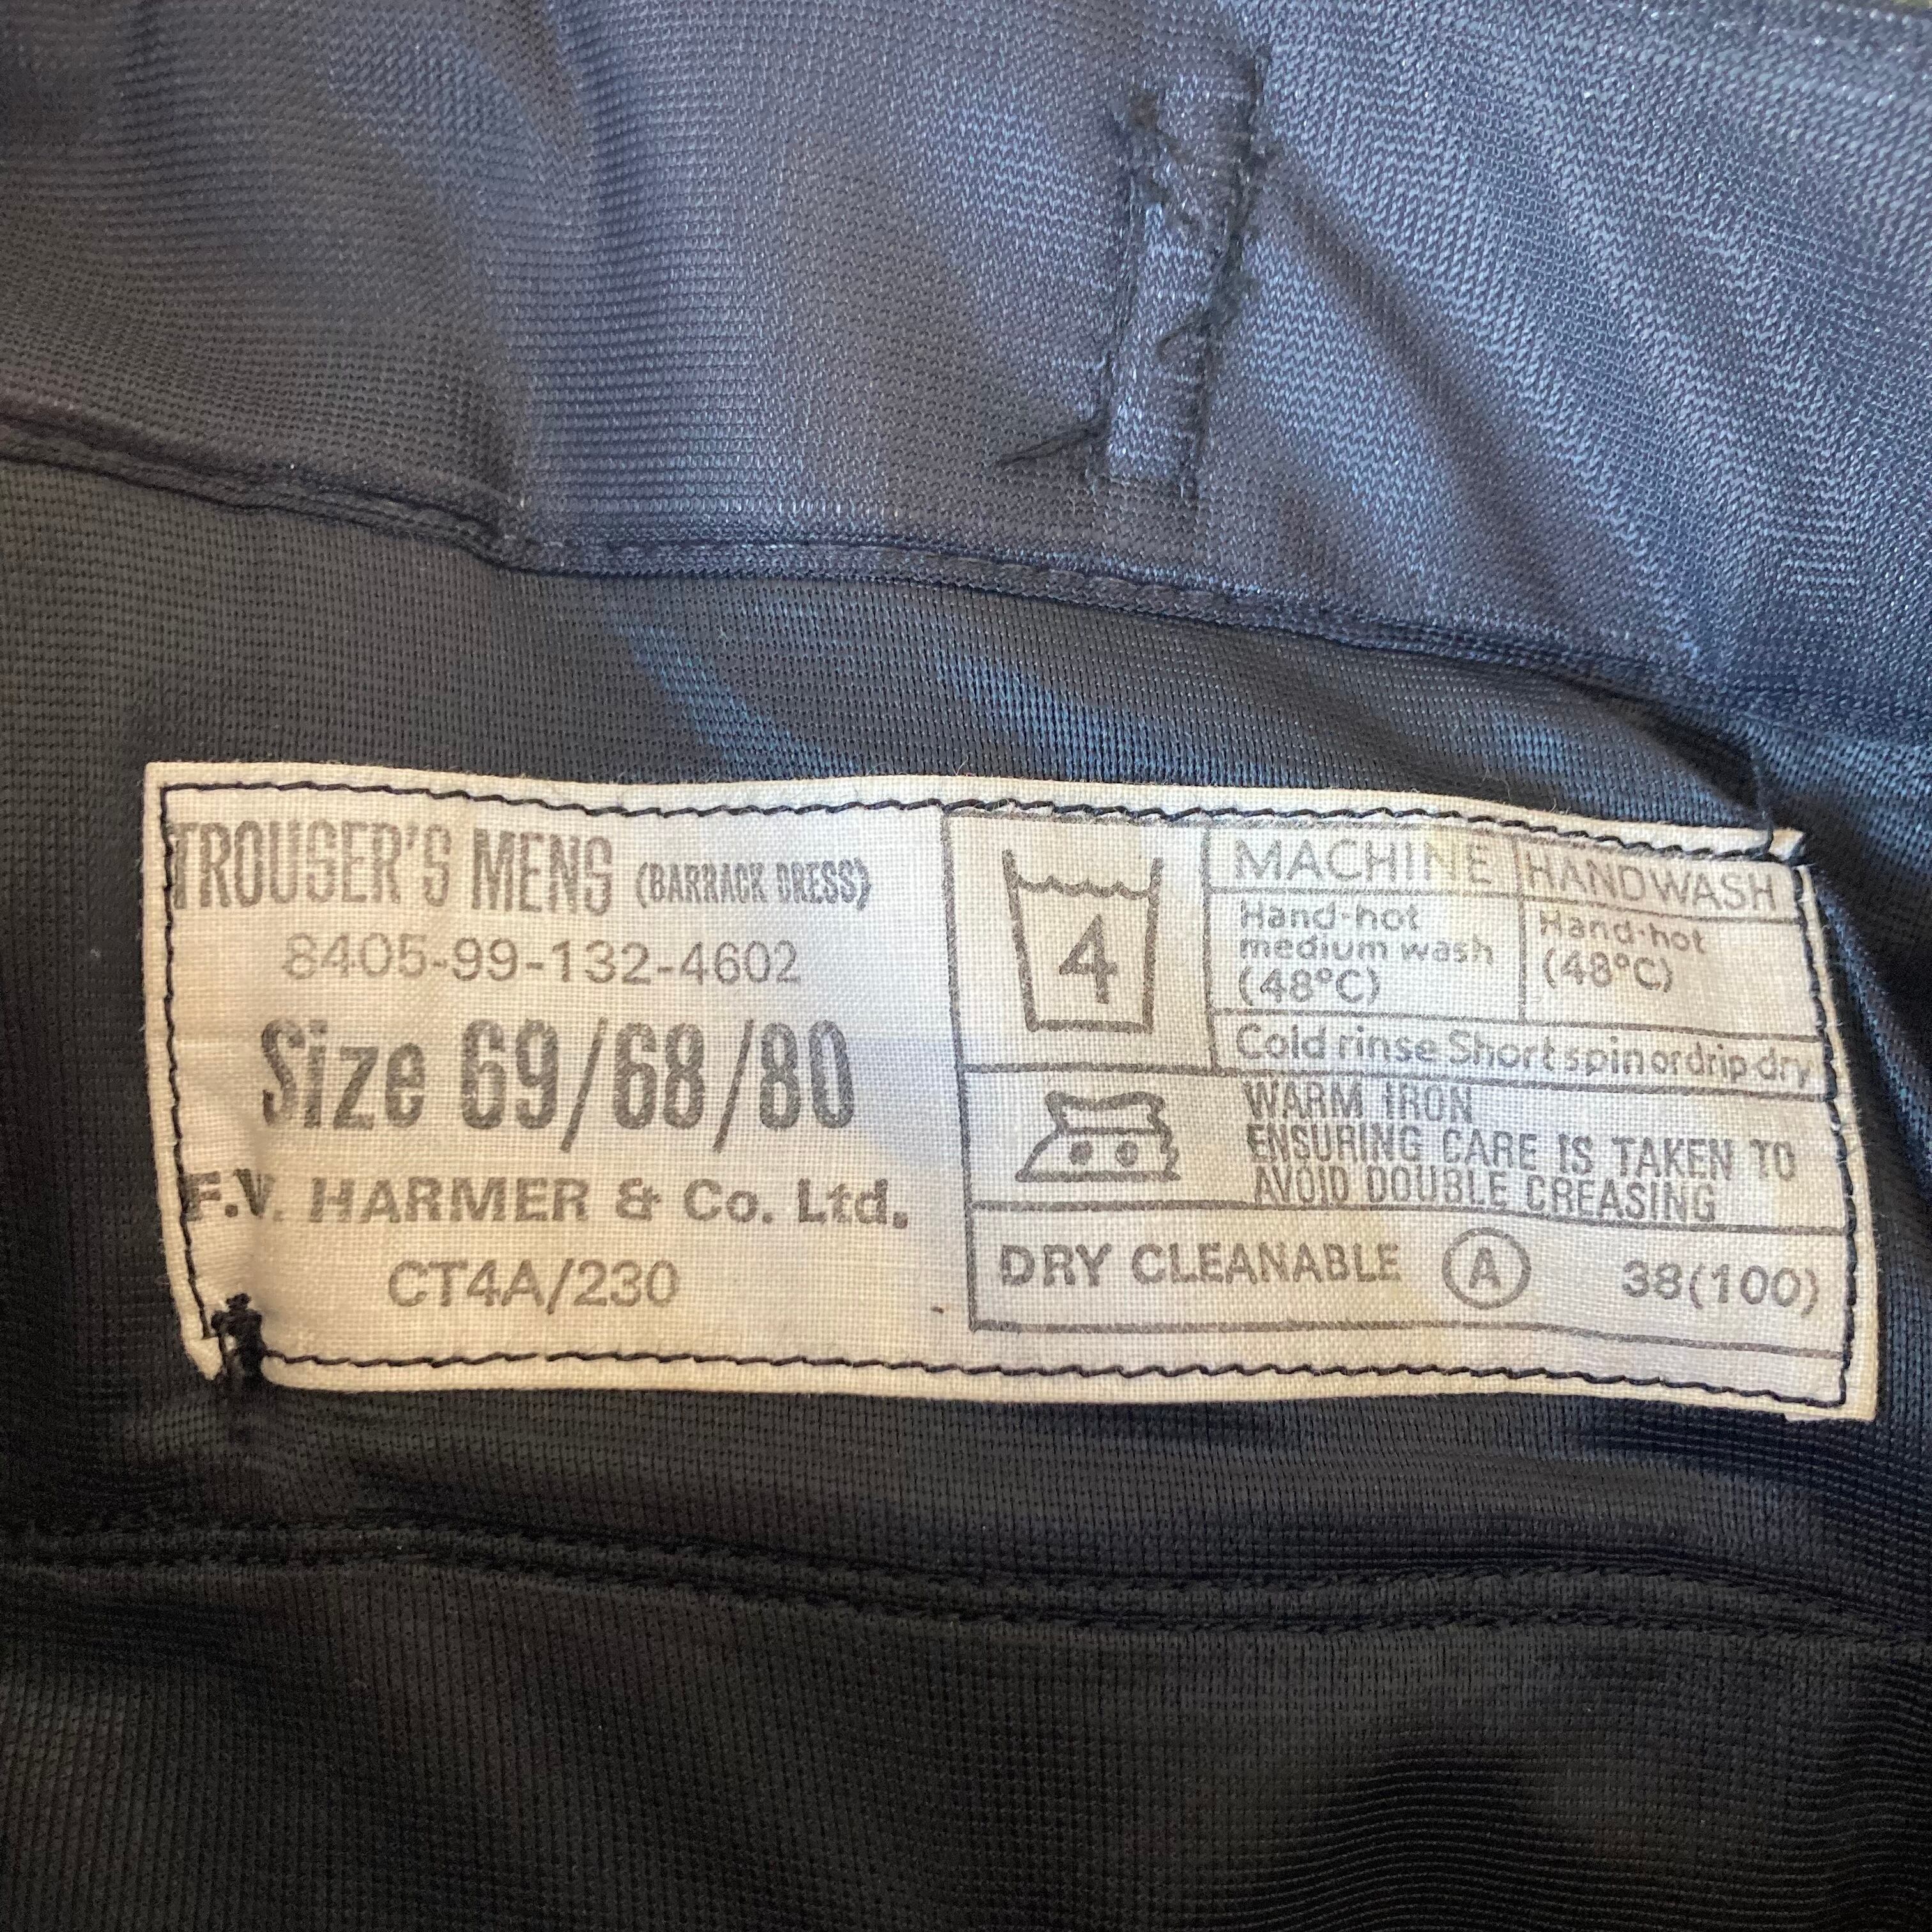 TROUSER'S MENS (BARRACK DRESS)
8405-99-132-4602
Size 69/68/80
F.V. HARMER & Co. Ltd.
CT4A/230
4
MACHINE
Hand-hot
medium wash
(48°C)
HANDWASH
Hand-hot
(48°C)
Cold rinse Short spin or drip dry
WARM IRON
ENSURING CARE IS TAKEN TO
AVOID DOUBLE CREASING
DRY CLEANABLE A 38(100)